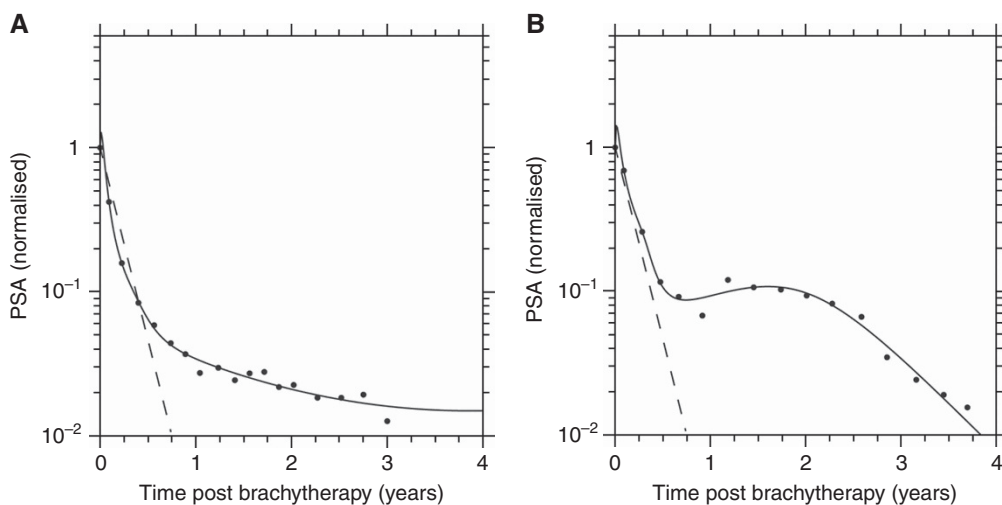 A
PSA (normalised)
1
10⁻¹
10⁻²
0 1 2 3 4
Time post brachytherapy (years)
B
PSA (normalised)
1
10⁻¹
10⁻²
0 1 2 3 4
Time post brachytherapy (years)